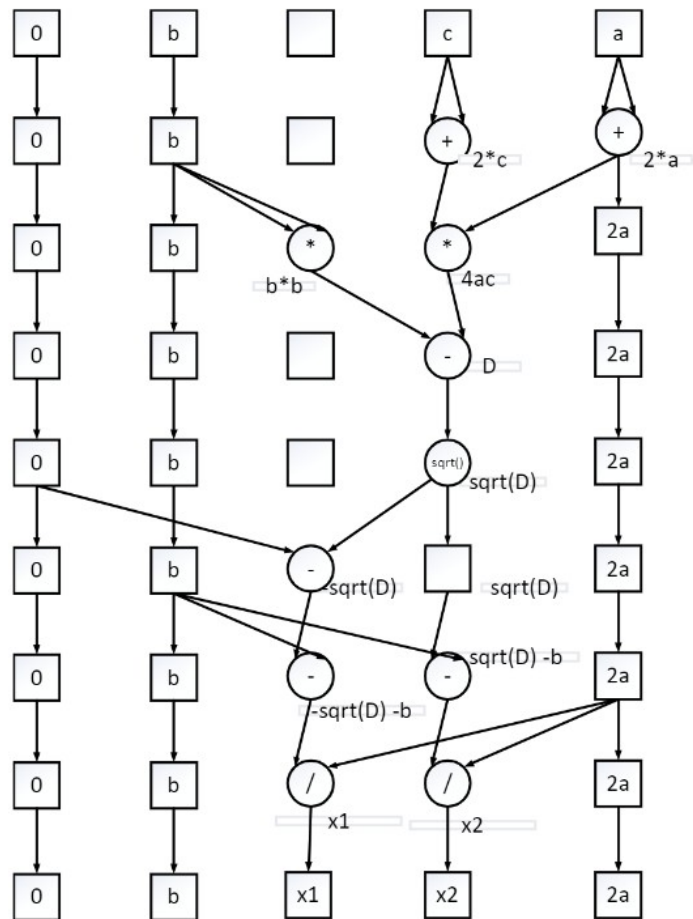 0 b c a
0 b + +
2*c 2*a
0 b * * 2a
b*b 4ac
0 b - 2a
D
0 b sqrt() 2a
sqrt(D)
0 b - 2a
-sqrt(D) sqrt(D)
sqrt(D) -b
0 b - - 2a
-sqrt(D) -b
0 b / / 2a
x1 x2
0 b x1 x2 2a